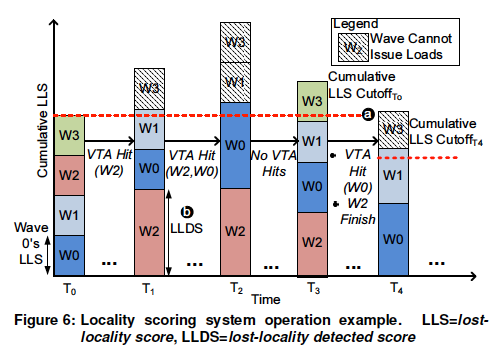 Legend
W2
Wave Cannot
Issue Loads
Cumulative LLS
Cumulative
LLS CutoffTo
a
Cumulative
LLS CutoffT4
W3
W2
W1
W0
VTA Hit
(W2)
W3
W1
W0
W2
VTA Hit
(W2,W0)
b
LLDS
W3
W1
W0
W2
No VTA
Hits
W3
W1
W0
W2
• VTA
Hit
(W0)
• W2
Finish
W3
W1
W0
Wave
0's
LLS
... ... ... ... ...
T0 T1 T2 T3 T4
Time
Figure 6: Locality scoring system operation example. LLS=lost-
locality score, LLDS=lost-locality detected score